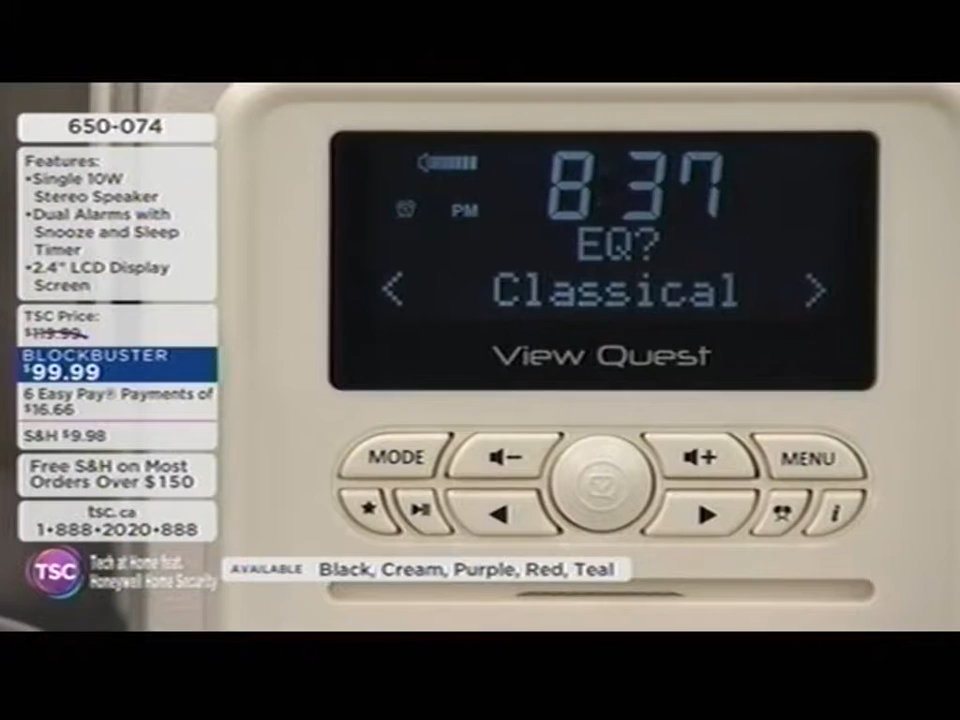 650-074
Features:
•Single 10W
Stereo Speaker
•Dual Alarms with
Snooze and Sleep
Timer
•2.4" LCD Display
Screen
TSC Price:
$119.99
BLOCKBUSTER
$99.99
6 Easy Pay® Payments of
$16.66
S&H $9.98
Free S&H on Most
Orders Over $150
tsc.ca
1•888•2020•888
TSC
Tech at Home feat.
Honeywell Home Security
AVAILABLE Black, Cream, Purple, Red, Teal
8:37
PM
EQ?
< Classical >
View Quest
MODE
MENU
i